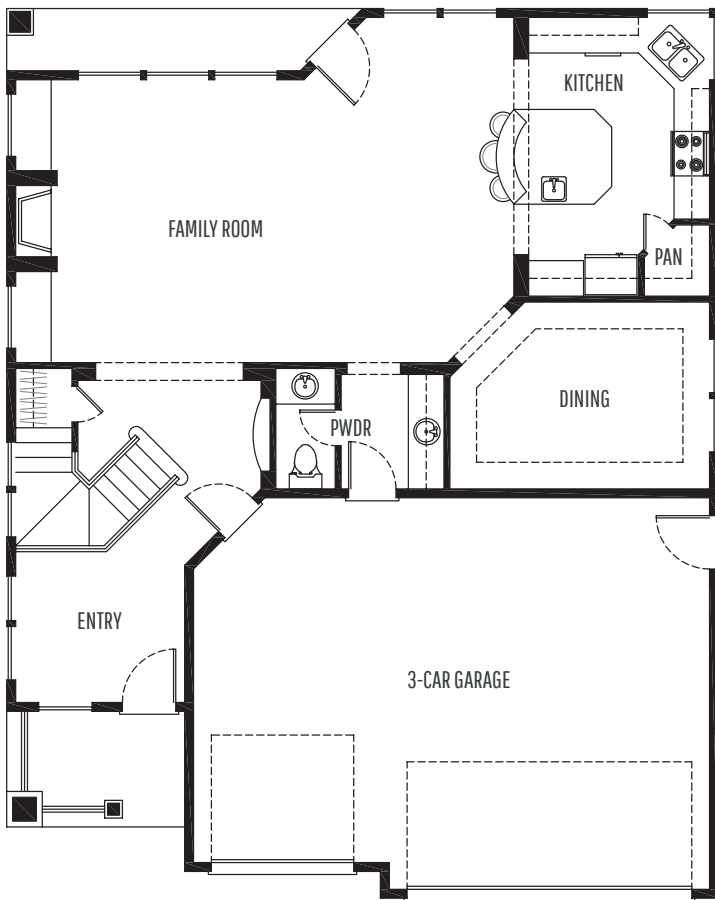 KITCHEN
FAMILY ROOM
PAN
DINING
PWDR
ENTRY
3-CAR GARAGE